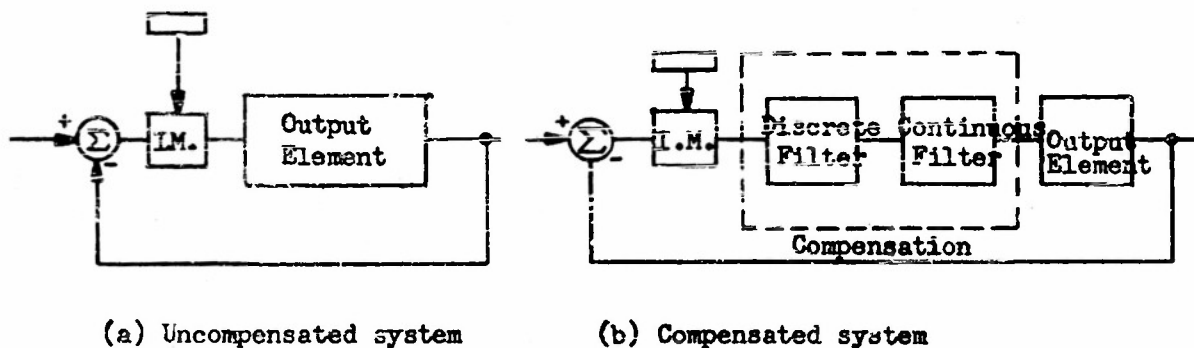 +
Σ
-
I.M.
Output
Element
+
Σ
-
I.M.
Discrete
Filter
Continuous
Filter
Output
Element
Compensation
(a) Uncompensated system
(b) Compensated system